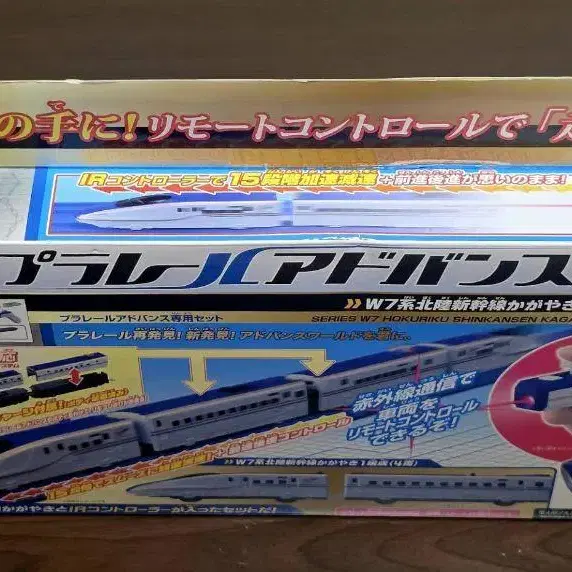 の手に!リモートコントロールで「
IRコントローラーで15段階加速減速+前進後進が思いのまま
プラレールアドバンス
W7系北陸新幹線かがやき
プラレールアドバンス専用セット
SERIES W7 HOKURIKU SHINKANSEN KAGA
プラレール再発見!新発見!アドバンスワールドを君に..
赤外線通信で
車両を
リモートコントロール
できるぞ!
W7系北陸新幹線かがやき1編成(4両)
かがやきとIRコントローラーが入ったセットだ!